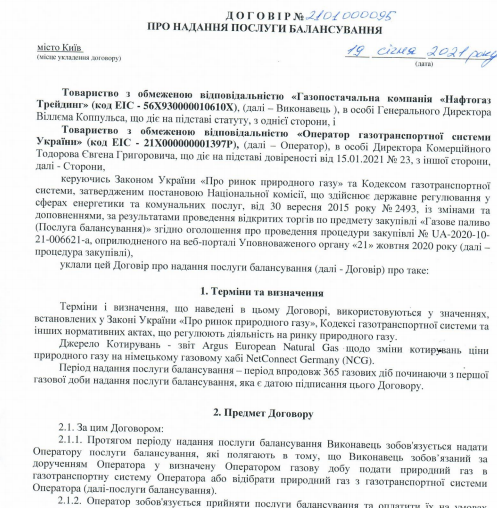 Д О Г О В І Р № 2101000095
ПРО НАДАННЯ ПОСЛУГИ БАЛАНСУВАННЯ
місто Київ
19 січня 2021 року
(місце укладення договору)
(дата)
Товариство з обмеженою відповідальністю «Газопостачальна компанія «Нафтогаз
Трейдинг» (код ЕІС - 56X930000010610X), (далі – Виконавець ), в особі Генерального Директора
Віллєма Коппульса, що діє на підставі статуту, з однієї сторони, і
Товариство з обмеженою відповідальністю «Оператор газотранспортної системи
України» (код ЕІС - 21X000000001397P), (далі – Оператор), в особі Директора Комерційного
Тодорова Євгена Григоровича, що діє на підставі довіреності від 15.01.2021 № 23, з іншої сторони,
далі - Сторони,
керуючись Законом України «Про ринок природного газу» та Кодексом газотранспортної
системи, затвердженим постановою Національної комісії, що здійснює державне регулювання у
сферах енергетики та комунальних послуг, від 30 вересня 2015 року № 2493, із змінами та
доповненнями, за результатами проведення відкритих торгів по предмету закупівлі «Газове паливо
(Послуга балансування)» згідно оголошення про проведення процедури закупівлі № UA-2020-10-
21-006621-a, оприлюдненого на веб-порталі Уповноваженого органу «21» жовтня 2020 року (далі –
процедура закупівлі),
уклали цей Договір про надання послуги балансування (далі - Договір) про таке:
1. Терміни та визначення
Терміни і визначення, що наведені в цьому Договорі, використовуються у значеннях,
встановлених у Законі України «Про ринок природного газу», Кодексі газотранспортної системи та
інших нормативних актах, що регулюють діяльність на ринку природного газу.
Джерело Котирувань - звіт Argus European Natural Gas щодо зміни котирувань ціни
природного газу на німецькому газовому хабі NetConnect Germany (NCG).
Період надання послуги балансування – період впродовж 365 газових діб починаючи з першої
газової доби надання послуги балансування, яка є датою підписання цього Договору.
2. Предмет Договору
2.1. За цим Договором:
2.1.1. Протягом періоду надання послуги балансування Виконавець зобов'язується надати
Оператору послугу балансування, які полягають в тому, що Виконавець зобов'язаний за
дорученням Оператора у визначену Оператором газову добу подати природний газ в
газотранспортну систему Оператора або відібрати природний газ з газотранспортної системи
Оператора (далі-послуги балансування).
2.1.2. Оператор зобов'язується прийняти послуги балансування та оплатити їх на умовах